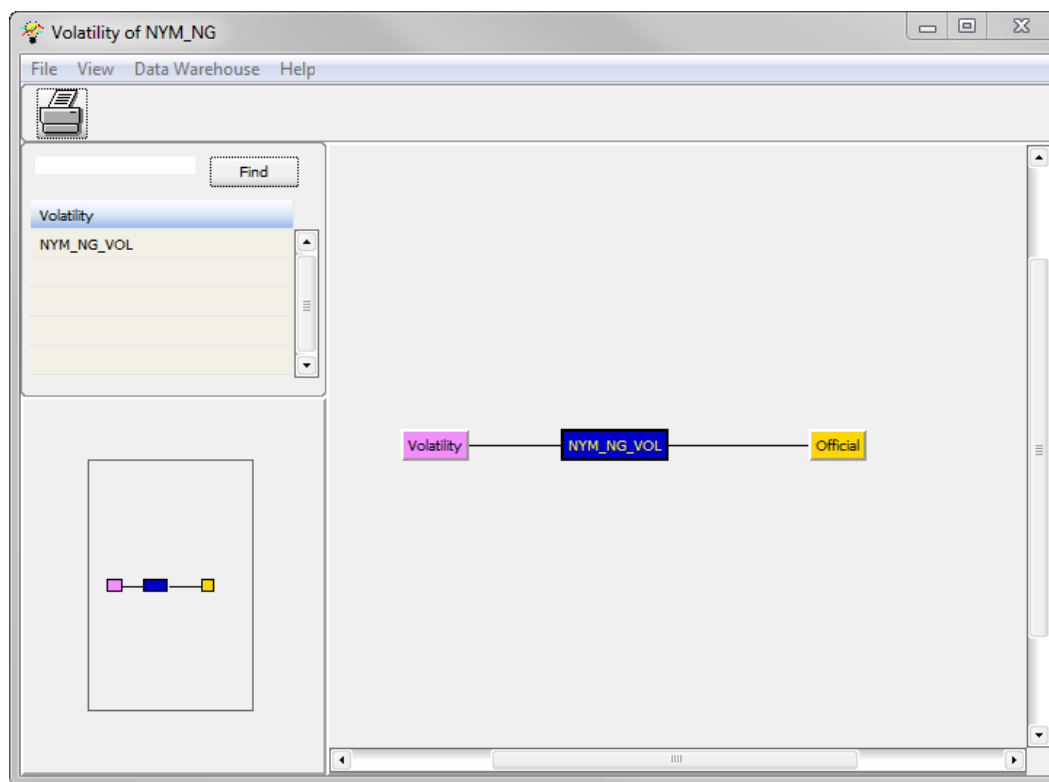 Volatility of NYM_NG
File View Data Warehouse Help
Find
Volatility
NYM_NG_VOL
Volatility NYM_NG_VOL Official